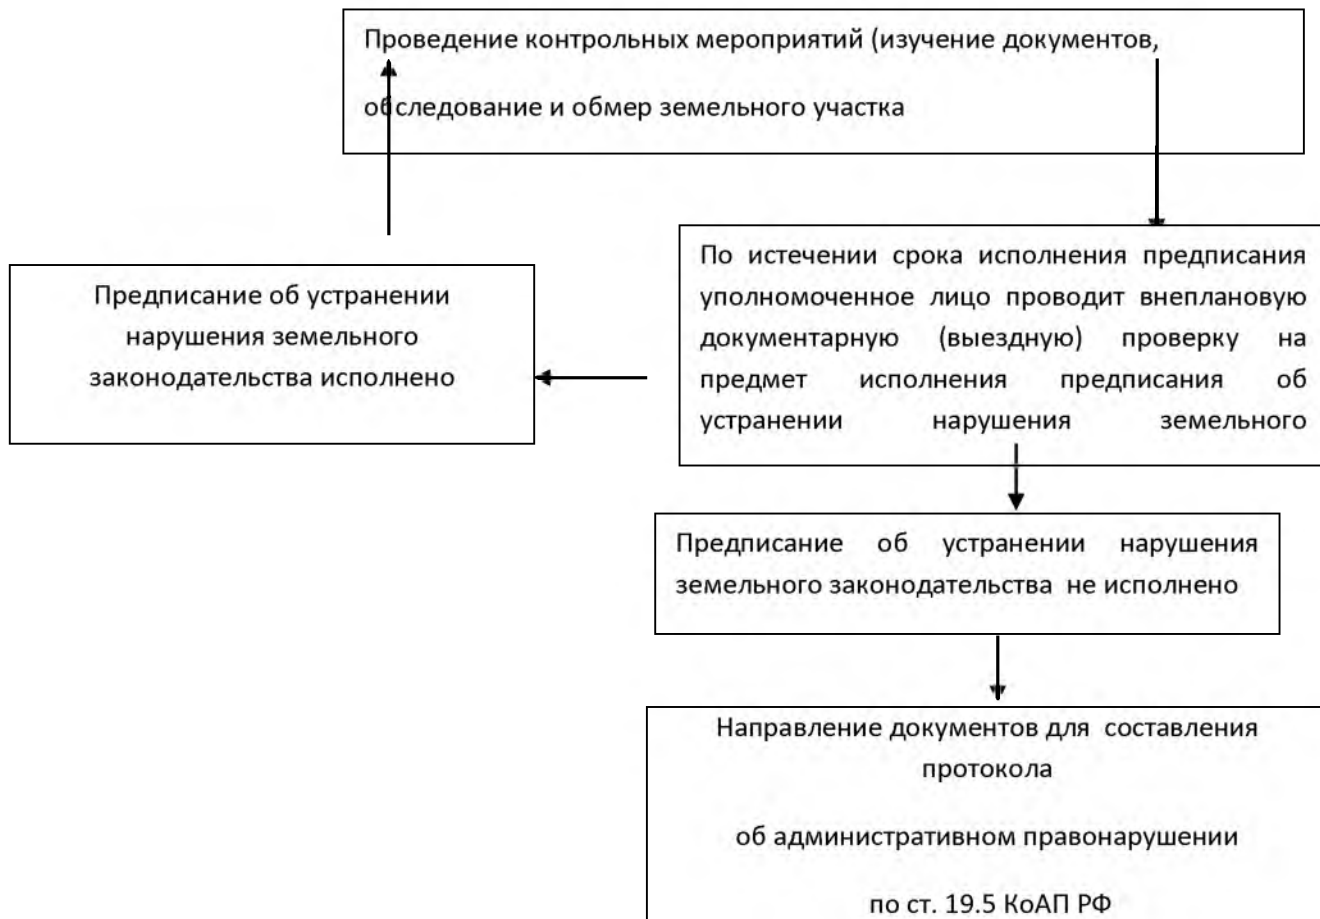 Проведение контрольных мероприятий (изучение документов,
обследование и обмер земельного участка
По истечении срока исполнения предписания
уполномоченное лицо проводит внеплановую
документарную (выездную) проверку на
предмет исполнения предписания об
устранении нарушения земельного
Предписание об устранении
нарушения земельного
законодательства исполнено
Предписание об устранении нарушения
земельного законодательства не исполнено
Направление документов для составления
протокола
об административном правонарушении
по ст. 19.5 КоАП РФ